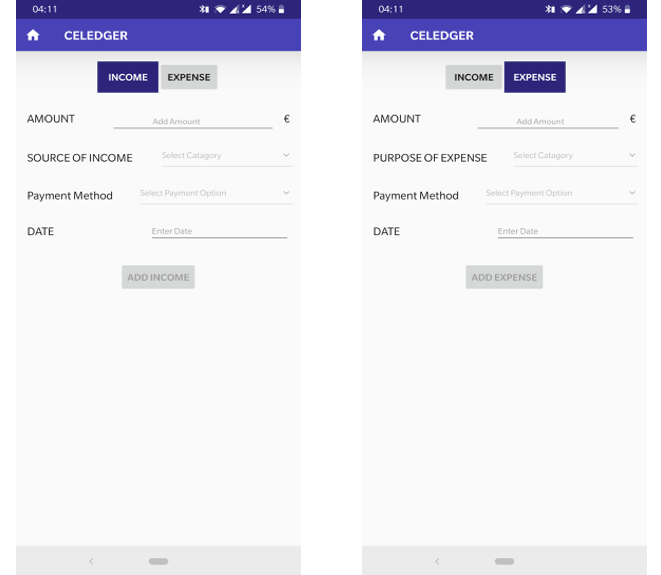 04:11 54%
CELEDGER
INCOME EXPENSE
AMOUNT Add Amount €
SOURCE OF INCOME Select Catagory
Payment Method Select Payment Option
DATE Enter Date
ADD INCOME
04:11 53%
CELEDGER
INCOME EXPENSE
AMOUNT Add Amount €
PURPOSE OF EXPENSE Select Catagory
Payment Method Select Payment Option
DATE Enter Date
ADD EXPENSE